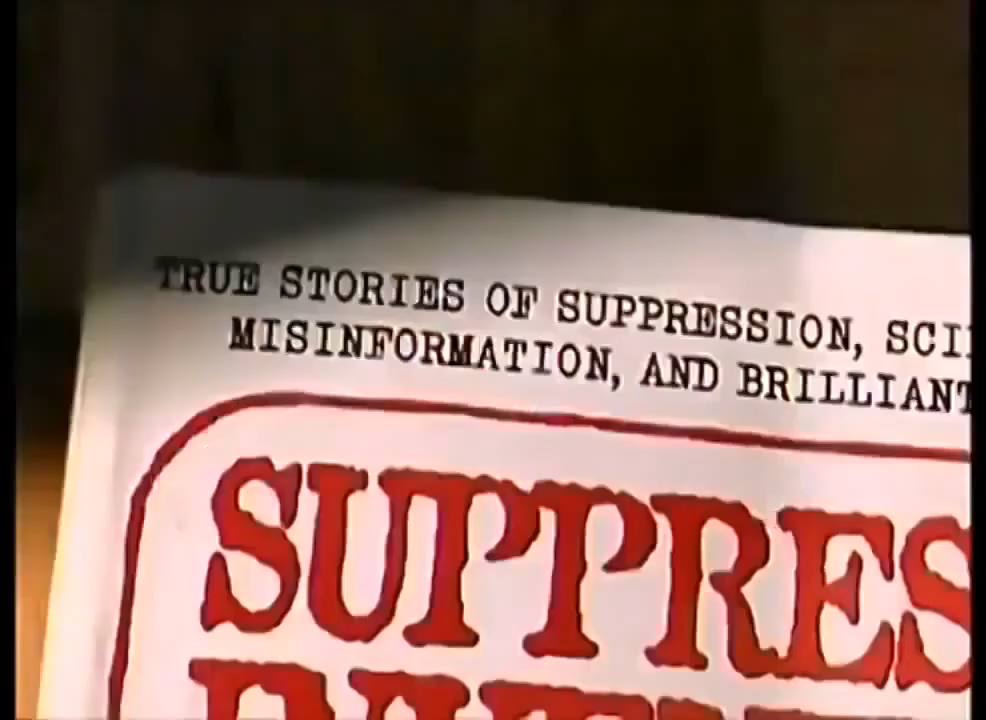 TRUE STORIES OF SUPPRESSION, SCI
MISINFORMATION, AND BRILLIANT
SUPPRES